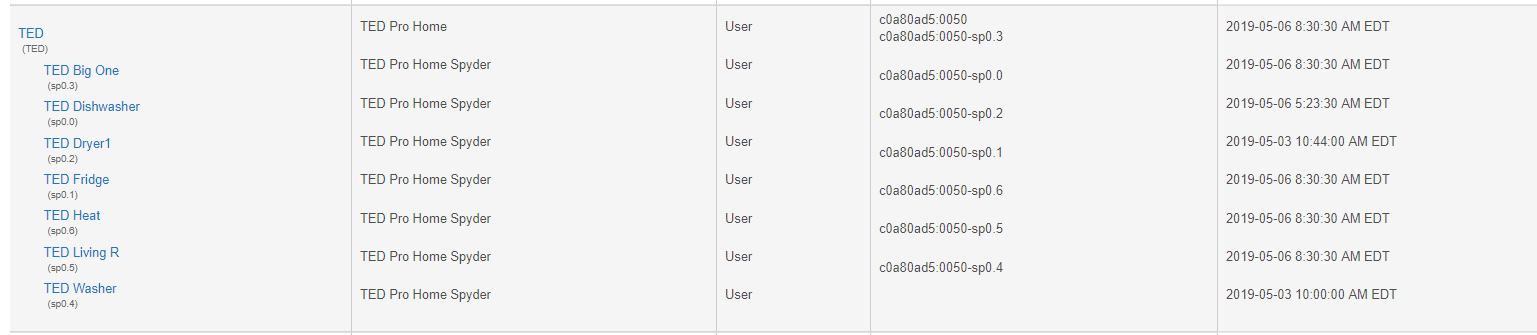 TED TED Pro Home User c0a80ad5:0050 2019-05-06 8:30:30 AM EDT
(TED) c0a80ad5:0050-sp0.3
TED Big One TED Pro Home Spyder User c0a80ad5:0050-sp0.0 2019-05-06 8:30:30 AM EDT
(sp0.3)
TED Dishwasher TED Pro Home Spyder User c0a80ad5:0050-sp0.2 2019-05-06 5:23:30 AM EDT
(sp0.0)
TED Dryer1 TED Pro Home Spyder User c0a80ad5:0050-sp0.1 2019-05-03 10:44:00 AM EDT
(sp0.2)
TED Fridge TED Pro Home Spyder User c0a80ad5:0050-sp0.6 2019-05-06 8:30:30 AM EDT
(sp0.1)
TED Heat TED Pro Home Spyder User c0a80ad5:0050-sp0.5 2019-05-06 8:30:30 AM EDT
(sp0.6)
TED Living R TED Pro Home Spyder User c0a80ad5:0050-sp0.4 2019-05-06 8:30:30 AM EDT
(sp0.5)
TED Washer TED Pro Home Spyder User 2019-05-03 10:00:00 AM EDT
(sp0.4)